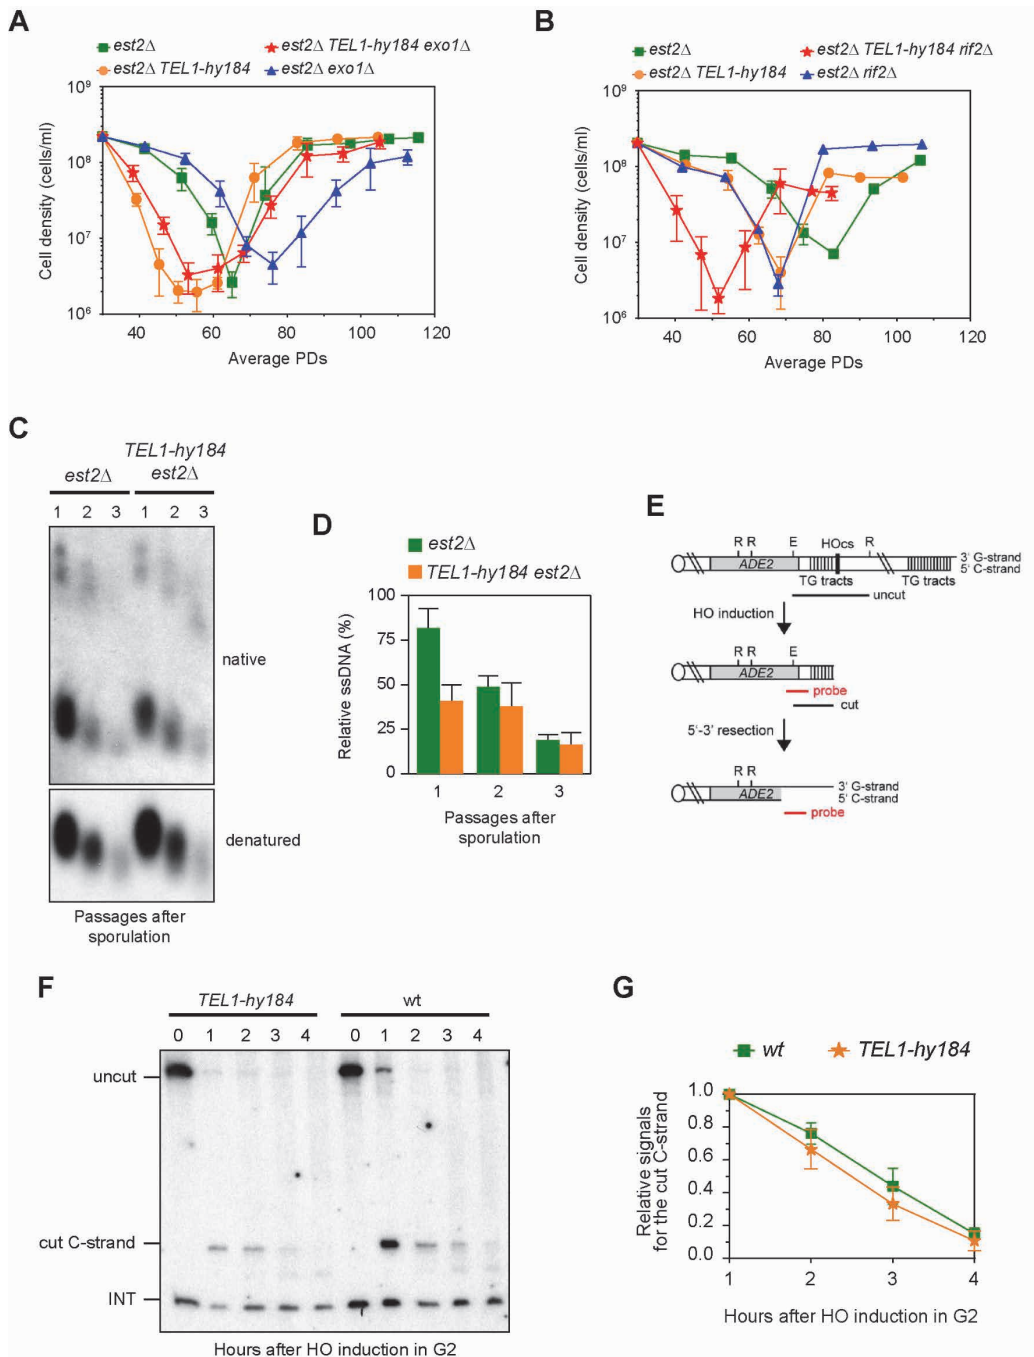 A
est2Δ
est2Δ TEL1-hy184 exo1Δ
est2Δ TEL1-hy184
est2Δ exo1Δ
Cell density (cells/ml)
10⁹
10⁸
10⁷
10⁶
40 60 80 100 120
Average PDs
B
est2Δ
est2Δ TEL1-hy184 rif2Δ
est2Δ TEL1-hy184
est2Δ rif2Δ
Cell density (cells/ml)
10⁹
10⁸
10⁷
10⁶
40 60 80 100 120
Average PDs
C
TEL1-hy184
est2Δ est2Δ
1 2 3 1 2 3
native
denatured
Passages after
sporulation
D
est2Δ
TEL1-hy184 est2Δ
Relative ssDNA (%)
100
75
50
25
0
1 2 3
Passages after
sporulation
E
R R E HOcs R
ADE2
3' G-strand
5' C-strand
TG tracts TG tracts
uncut
HO induction
R R E
ADE2
probe
cut
5'-3' resection
R R
ADE2
3' G-strand
5' C-strand
probe
F
TEL1-hy184 wt
0 1 2 3 4 0 1 2 3 4
uncut
cut C-strand
INT
Hours after HO induction in G2
G
wt TEL1-hy184
Relative signals
for the cut C-strand
1.0
0.8
0.6
0.4
0.2
0.0
1 2 3 4
Hours after HO induction in G2